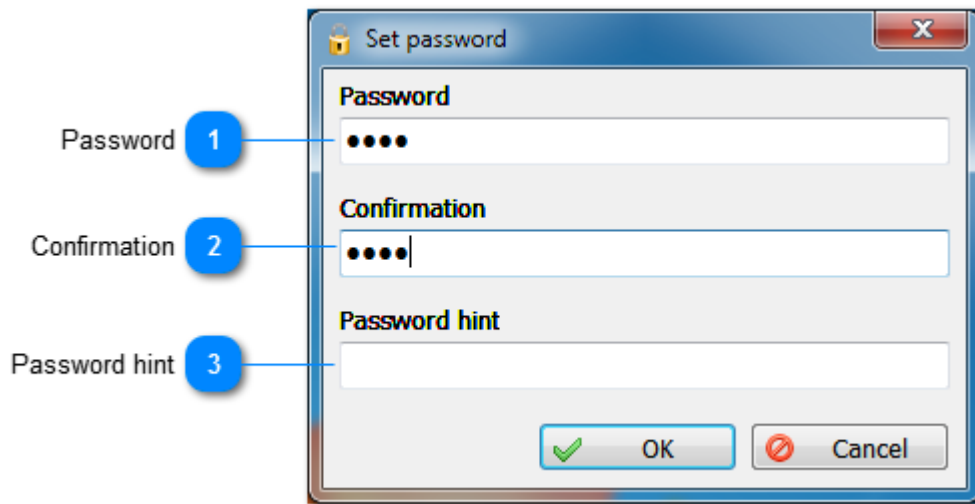 Set password
x
Password
Password 1
••••
Confirmation
Confirmation 2
••••
Password hint
Password hint 3
OK Cancel